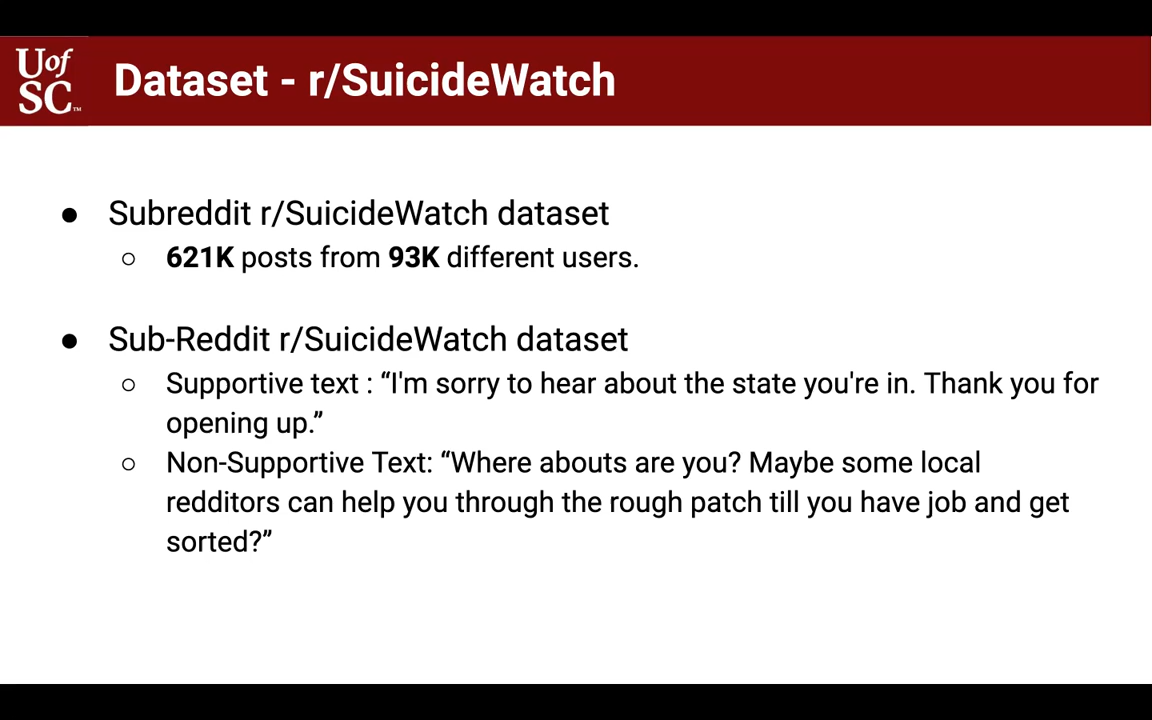 Uof
SC™
Dataset - r/SuicideWatch
● Subreddit r/SuicideWatch dataset
○ 621K posts from 93K different users.
● Sub-Reddit r/SuicideWatch dataset
○ Supportive text : “I'm sorry to hear about the state you're in. Thank you for
opening up.”
○ Non-Supportive Text: “Where abouts are you? Maybe some local
redditors can help you through the rough patch till you have job and get
sorted?”